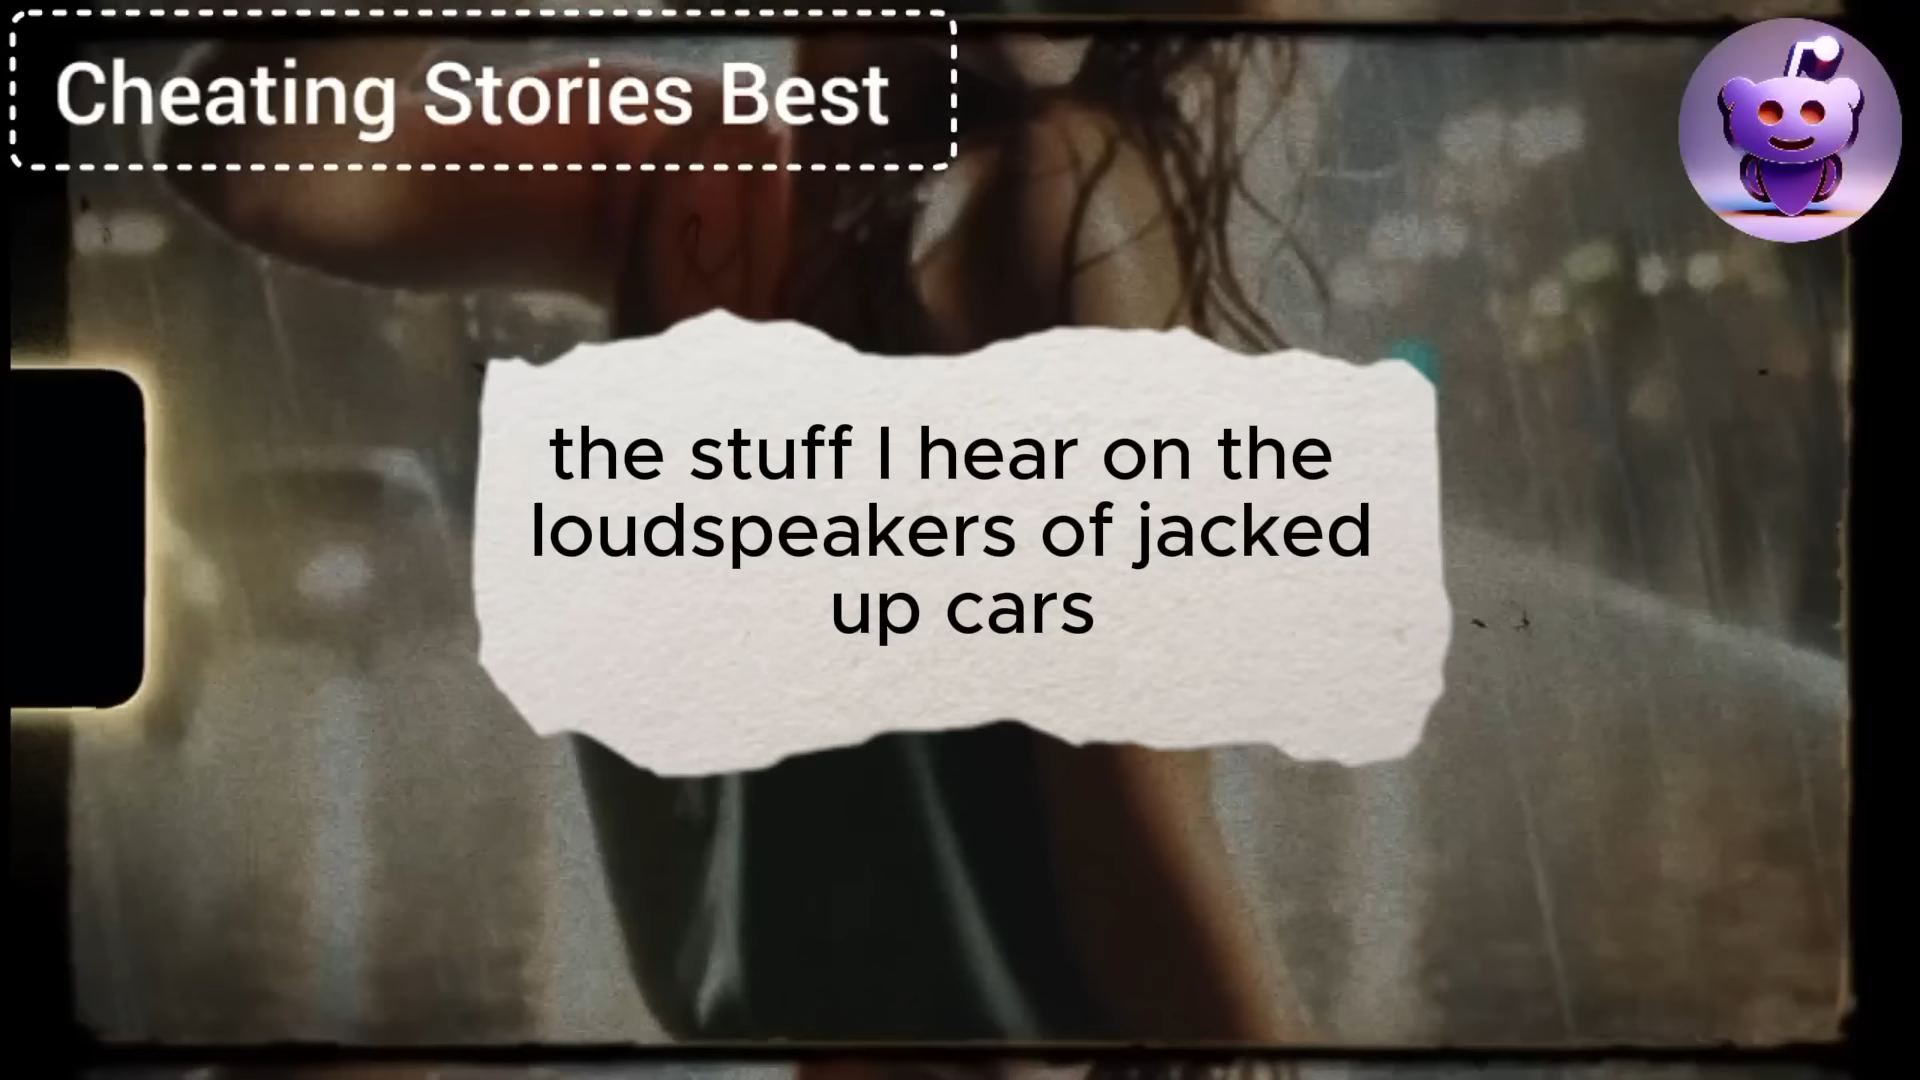 Cheating Stories Best
the stuff I hear on the
loudspeakers of jacked
up cars